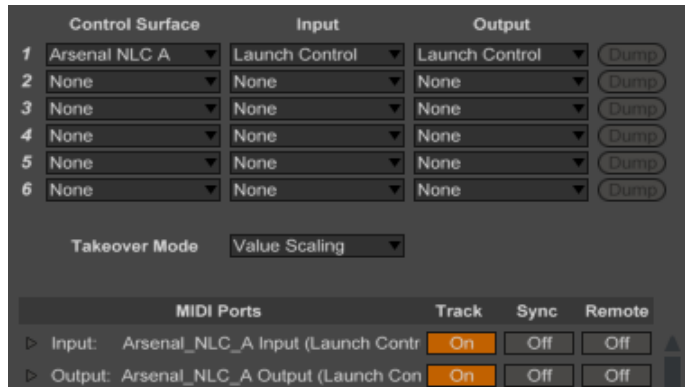 Control Surface Input Output
1 Arsenal NLC A Launch Control Launch Control Dump
2 None None None Dump
3 None None None Dump
4 None None None Dump
5 None None None Dump
6 None None None Dump
Takeover Mode Value Scaling
MIDI Ports Track Sync Remote
Input: Arsenal_NLC_A Input (Launch Contr On Off Off
Output: Arsenal_NLC_A Output (Launch Con On Off Off